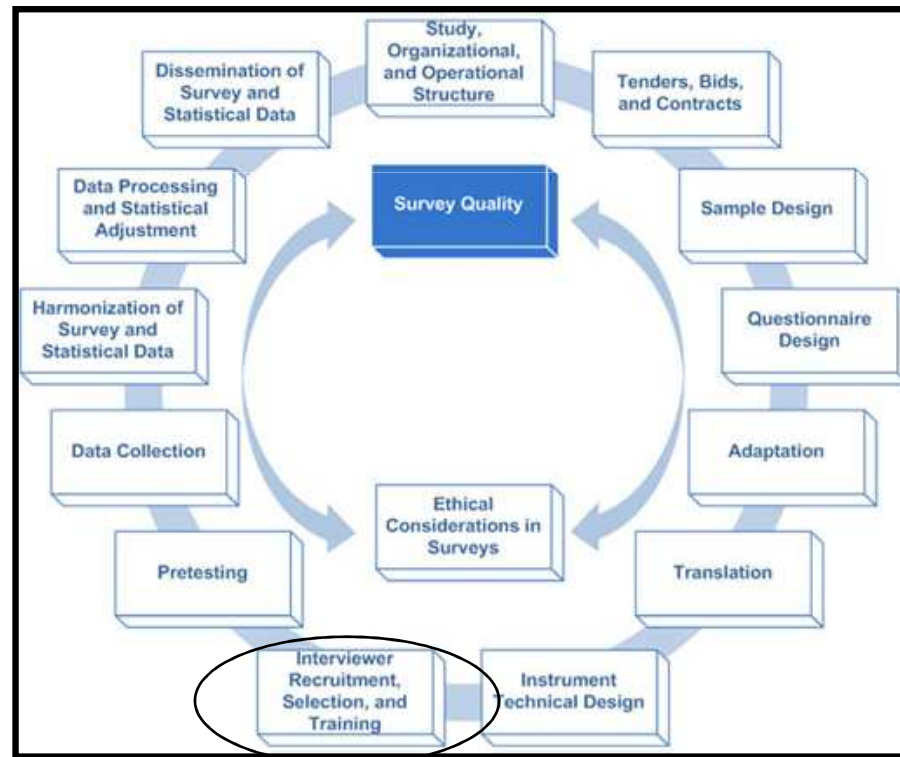 Study,
Organizational,
and Operational
Structure
Dissemination of
Survey and
Statistical Data
Tenders, Bids,
and Contracts
Data Processing
and Statistical
Adjustment
Survey Quality
Sample Design
Harmonization of
Survey and
Statistical Data
Questionnaire
Design
Data Collection
Adaptation
Ethical
Considerations in
Surveys
Pretesting
Translation
Interviewer
Recruitment,
Selection, and
Training
Instrument
Technical Design